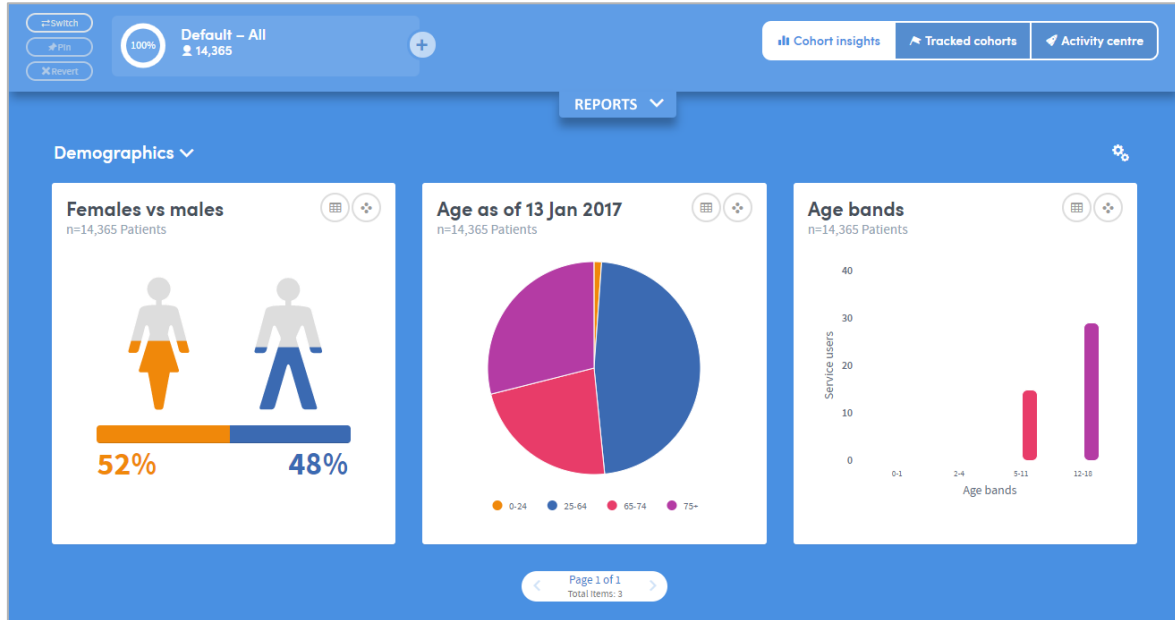 Switch
Pin
Revert
100%
Default – All
14,365
+
Cohort insights
Tracked cohorts
Activity centre
REPORTS
Demographics
Females vs males
n=14,365 Patients
52%
48%
Age as of 13 Jan 2017
n=14,365 Patients
0-24 25-64 65-74 75+
Age bands
n=14,365 Patients
Service users
40
30
20
10
0
0-1 2-4 5-11 12-18
Age bands
Page 1 of 1
Total Items: 3